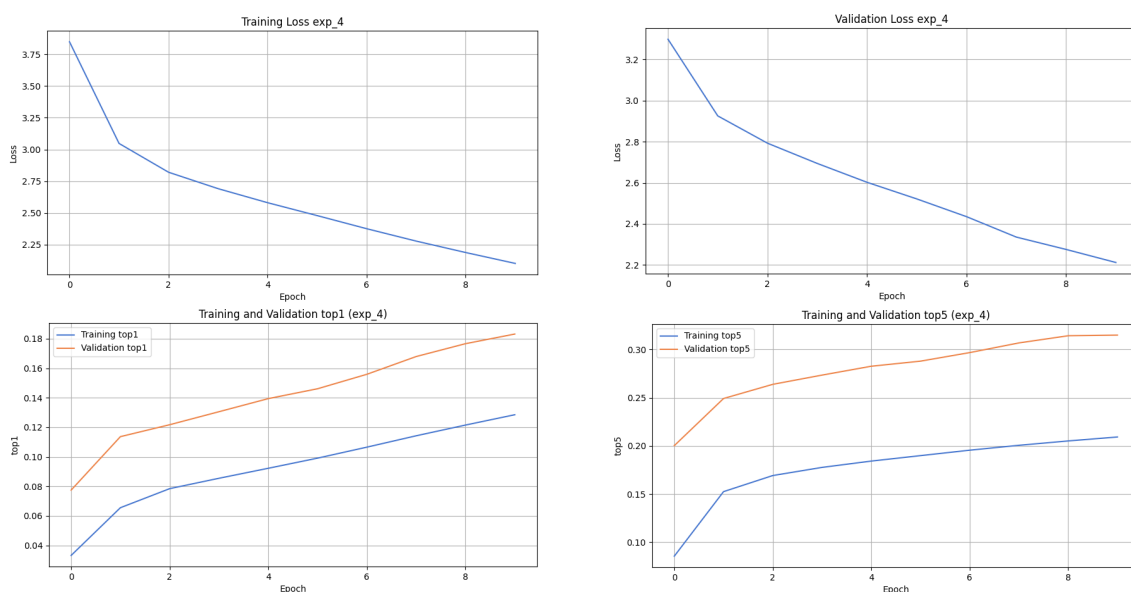 Training Loss exp_4
3.75
3.50
3.25
3.00
2.75
2.50
2.25
Loss
0 2 4 6 8
Epoch
Validation Loss exp_4
3.2
3.0
2.8
2.6
2.4
2.2
Loss
0 2 4 6 8
Epoch
Training and Validation top1 (exp_4)
Training top1
Validation top1
0.18
0.16
0.14
0.12
0.10
0.08
0.06
0.04
top1
0 2 4 6 8
Epoch
Training and Validation top5 (exp_4)
Training top5
Validation top5
0.30
0.25
0.20
0.15
0.10
top5
0 2 4 6 8
Epoch